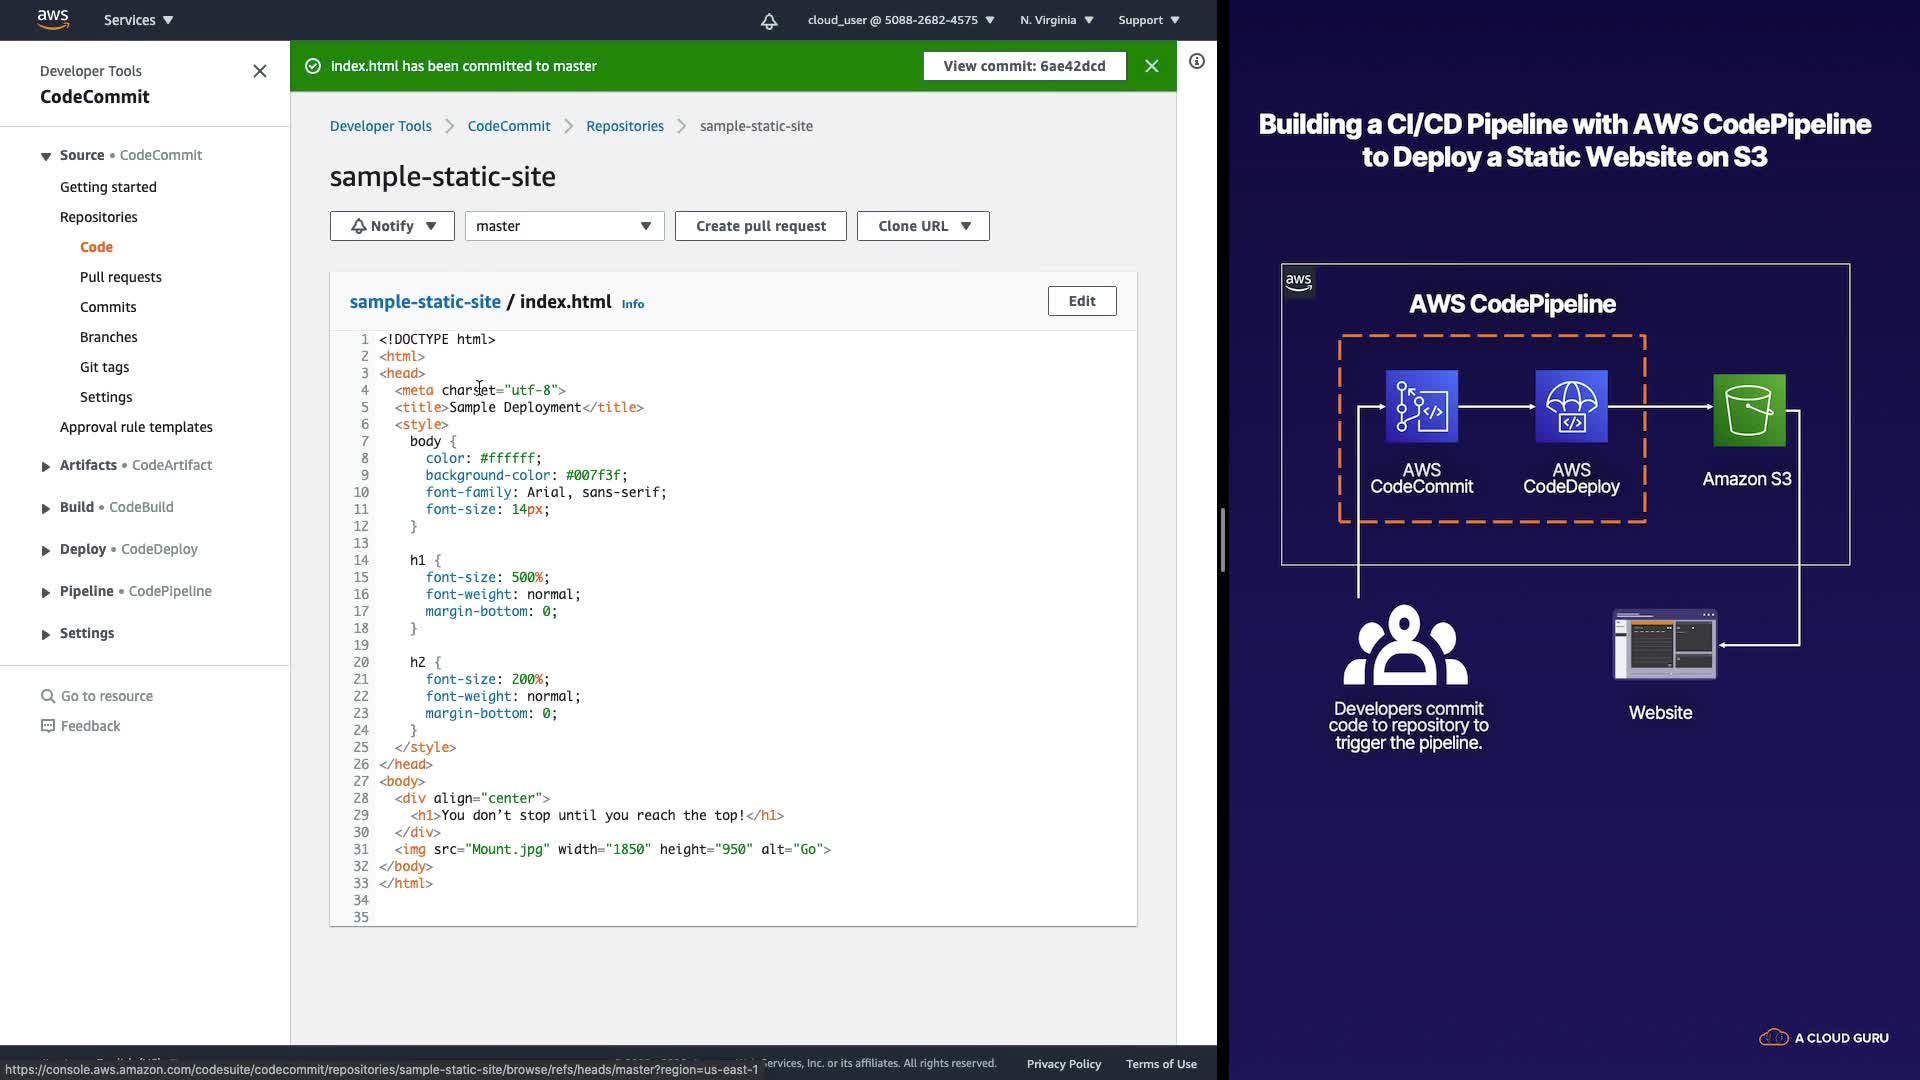 aws
Services
cloud_user @ 5088-2682-4575
N. Virginia
Support
Developer Tools
CodeCommit
Source • CodeCommit
Getting started
Repositories
Code
Pull requests
Commits
Branches
Git tags
Settings
Approval rule templates
Artifacts • CodeArtifact
Build • CodeBuild
Deploy • CodeDeploy
Pipeline • CodePipeline
Settings
Go to resource
Feedback
index.html has been committed to master
View commit: 6ae42dcd
Developer Tools
CodeCommit
Repositories
sample-static-site
sample-static-site
Notify
master
Create pull request
Clone URL
sample-static-site / index.html Info
Edit
1 <!DOCTYPE html>
2 <html>
3 <head>
4 <meta charset="utf-8">
5 <title>Sample Deployment</title>
6 <style>
7 body {
8 color: #ffffff;
9 background-color: #007f3f;
10 font-family: Arial, sans-serif;
11 font-size: 14px;
12 }
13
14 h1 {
15 font-size: 500%;
16 font-weight: normal;
17 margin-bottom: 0;
18 }
19
20 h2 {
21 font-size: 200%;
22 font-weight: normal;
23 margin-bottom: 0;
24 }
25 </style>
26 </head>
27 <body>
28 <div align="center">
29 <h1>You don’t stop until you reach the top!</h1>
30 </div>
31 <img src="Mount.jpg" width="1850" height="950" alt="Go">
32 </body>
33 </html>
34
35
Services, Inc. or its affiliates. All rights reserved.
Privacy Policy
Terms of Use
https://console.aws.amazon.com/codesuite/codecommit/repositories/sample-static-site/browse/refs/heads/master?region=us-east-1
Building a CI/CD Pipeline with AWS CodePipeline
to Deploy a Static Website on S3
aws
AWS CodePipeline
AWS
CodeCommit
AWS
CodeDeploy
Amazon S3
Developers commit
code to repository to
trigger the pipeline.
Website
A CLOUD GURU